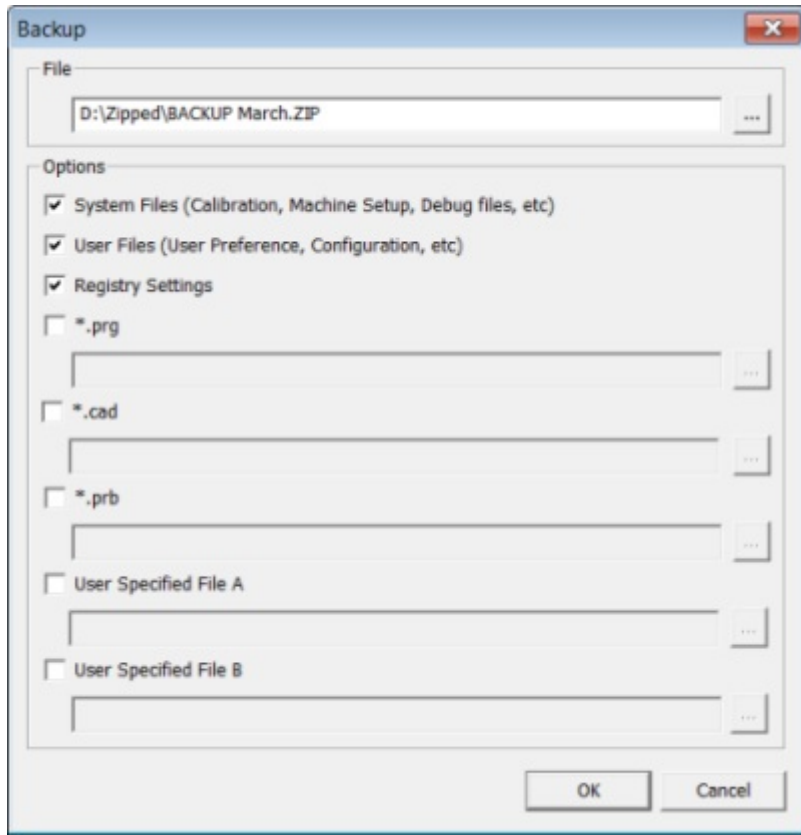 Backup
File
D:\Zipped\BACKUP March.ZIP
...
Options
System Files (Calibration, Machine Setup, Debug files, etc)
User Files (User Preference, Configuration, etc)
Registry Settings
*.prg
...
*.cad
...
*.prb
...
User Specified File A
...
User Specified File B
...
OK
Cancel